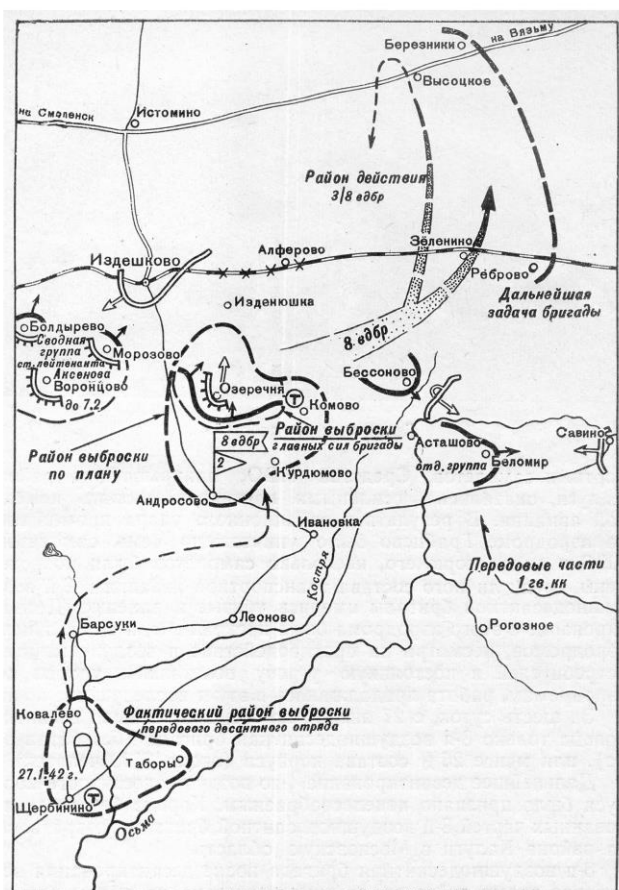 Березники
на Вязьму
Высоцкое
на Смоленск
Истомино
Район действия
3/8 вдбр
Издешково
Алферово
Зеленино
Реброво
Изденюшка
Дальнейшая
задача бригады
8 вдбр
Болдырево
Сводная
группа
ст. лейтенанта
Аксенова
Морозово
Воронцово
до 7.2
Озеречня
Т
Комово
Бессоново
Район выброски
по плану
8 вдбр
2
Район выброски
главных сил бригады
Асташово
отд. группа
Беломир
Савино
Курдюмово
Андросово
Ивановка
Костря
Передовые части
1 гв. кк
Барсуки
Леоново
Рогозное
Ковалево
Фактический район выброски
передового десантного отряда
27.1.42 г.
Таборы
Щербинино
Т
Осьма